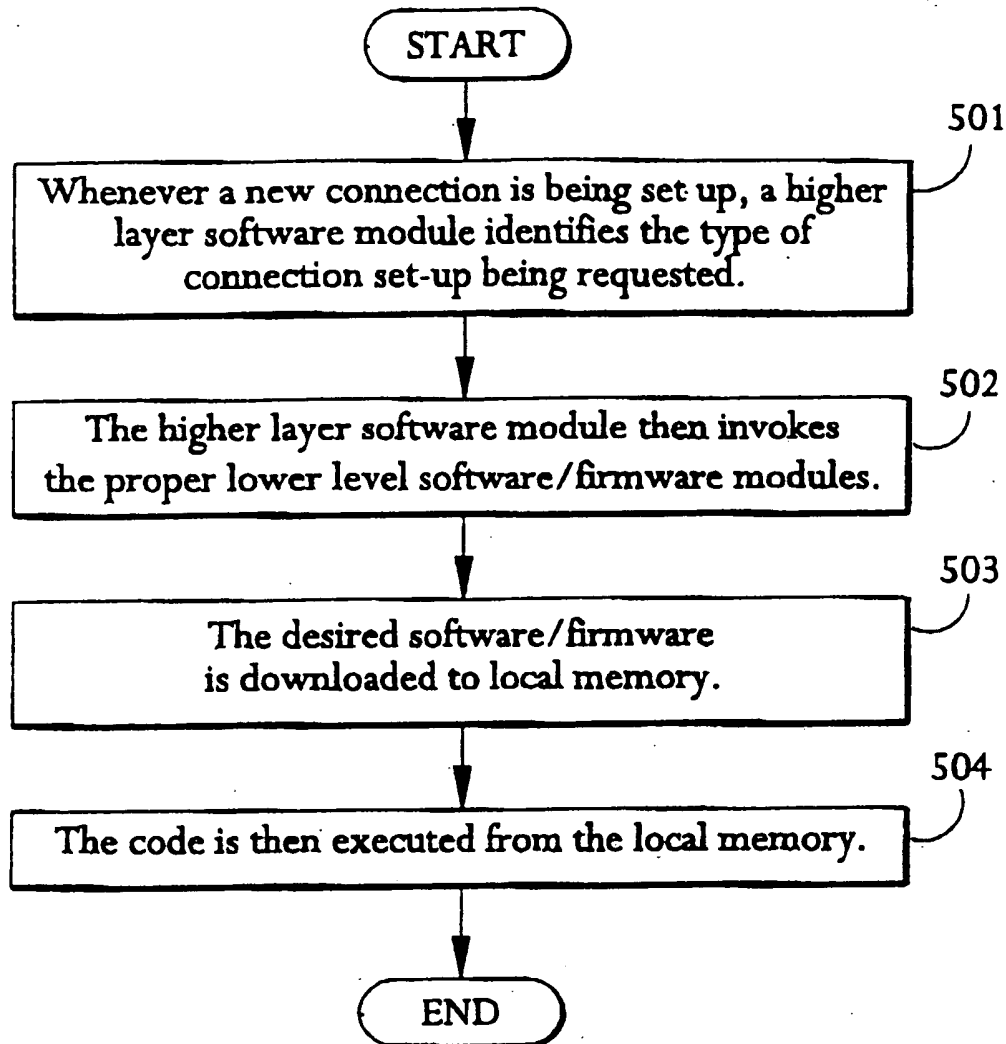 START
501
Whenever a new connection is being set up, a higher
layer software module identifies the type of
connection set-up being requested.
502
The higher layer software module then invokes
the proper lower level software/firmware modules.
503
The desired software/firmware
is downloaded to local memory.
504
The code is then executed from the local memory.
END